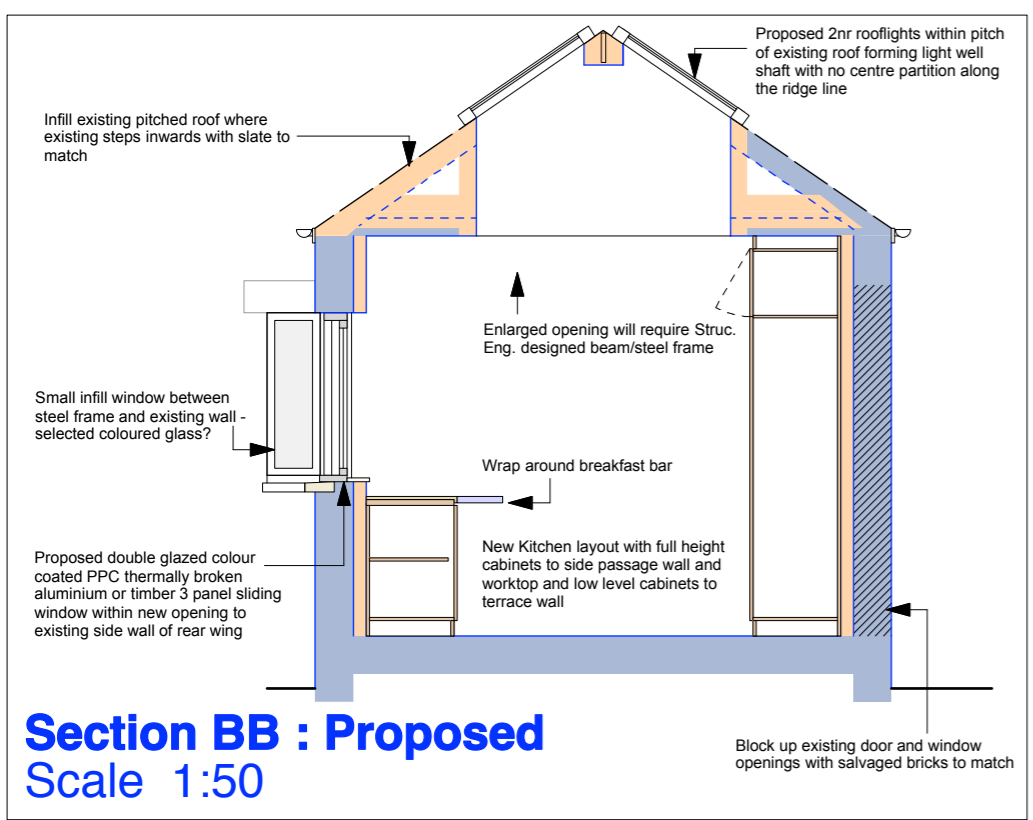 Proposed 2nr rooflights within pitch
of existing roof forming light well
shaft with no centre partition along
the ridge line
Infill existing pitched roof where
existing steps inwards with slate to
match
Enlarged opening will require Struc.
Eng. designed beam/steel frame
Small infill window between
steel frame and existing wall -
selected coloured glass?
Wrap around breakfast bar
New Kitchen layout with full height
cabinets to side passage wall and
worktop and low level cabinets to
terrace wall
Proposed double glazed colour
coated PPC thermally broken
aluminium or timber 3 panel sliding
window within new opening to
existing side wall of rear wing
Block up existing door and window
openings with salvaged bricks to match
Section BB : Proposed
Scale 1:50